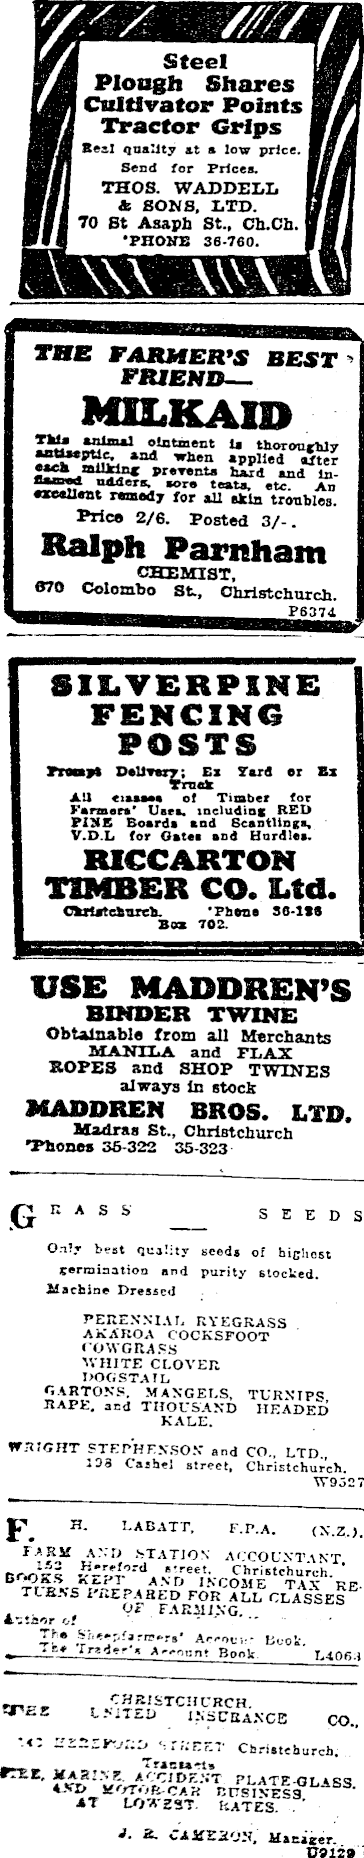 Steel
Plough Shares
Cultivator Points
Tractor Grips
Real quality at a low price.
Send for Prices.
THOS. WADDELL
& SONS, LTD.
70 St Asaph St., Ch.Ch.
'PHONE 36-760.
THE FARMER'S BEST
FRIEND—
MILKAID
This animal ointment is thoroughly
antiseptic, and when applied after
each milking prevents hard and in-
flamed udders, sore teats, etc. An
excellent remedy for all skin troubles.
Price 2/6. Posted 3/-.
Ralph Parnham
CHEMIST,
670 Colombo St., Christchurch.
P6374
SILVERPINE
FENCING
POSTS
Prompt Delivery; Ex Yard or Ex
Truck
All classes of Timber for
Farmers' Uses, including RED
PINE Boards and Scantlings,
V.D.L for Gates and Hurdles.
RICCARTON
TIMBER CO. Ltd.
Christchurch. 'Phone 36-196
Box 702.
USE MADDREN'S
BINDER TWINE
Obtainable from all Merchants
MANILA and FLAX
ROPES and SHOP TWINES
always in stock
MADDREN BROS. LTD.
Madras St., Christchurch
'Phones 35-322 35-323
GRASS SEEDS
Only best quality seeds of highest
germination and purity stocked.
Machine Dressed
PERENNIAL RYEGRASS
AKAROA COCKSFOOT
COWGRASS
WHITE CLOVER
DOGSTAIL
GARTONS, MANGELS, TURNIPS,
RAPE, and THOUSAND HEADED
KALE.
WRIGHT STEPHENSON and CO., LTD.,
198 Cashel street, Christchurch.
W9527
F. H. LABATT, F.P.A. (N.Z.).
FARM AND STATION ACCOUNTANT,
152 Hereford street, Christchurch.
BOOKS KEPT AND INCOME TAX RE-
TURNS PREPARED FOR ALL CLASSES
OF FARMING.
Author of
The Sheepfarmers' Account Book.
The Trader's Account Book.
L4063
CHRISTCHURCH.
THE UNITED INSURANCE CO.,
HEREFORD STREET Christchurch.
Transacts
FIRE, MARINE, ACCIDENT PLATE-GLASS,
AND MOTOR-CAR BUSINESS,
AT LOWEST RATES.
J. R. CAMERON, Manager.
U9129